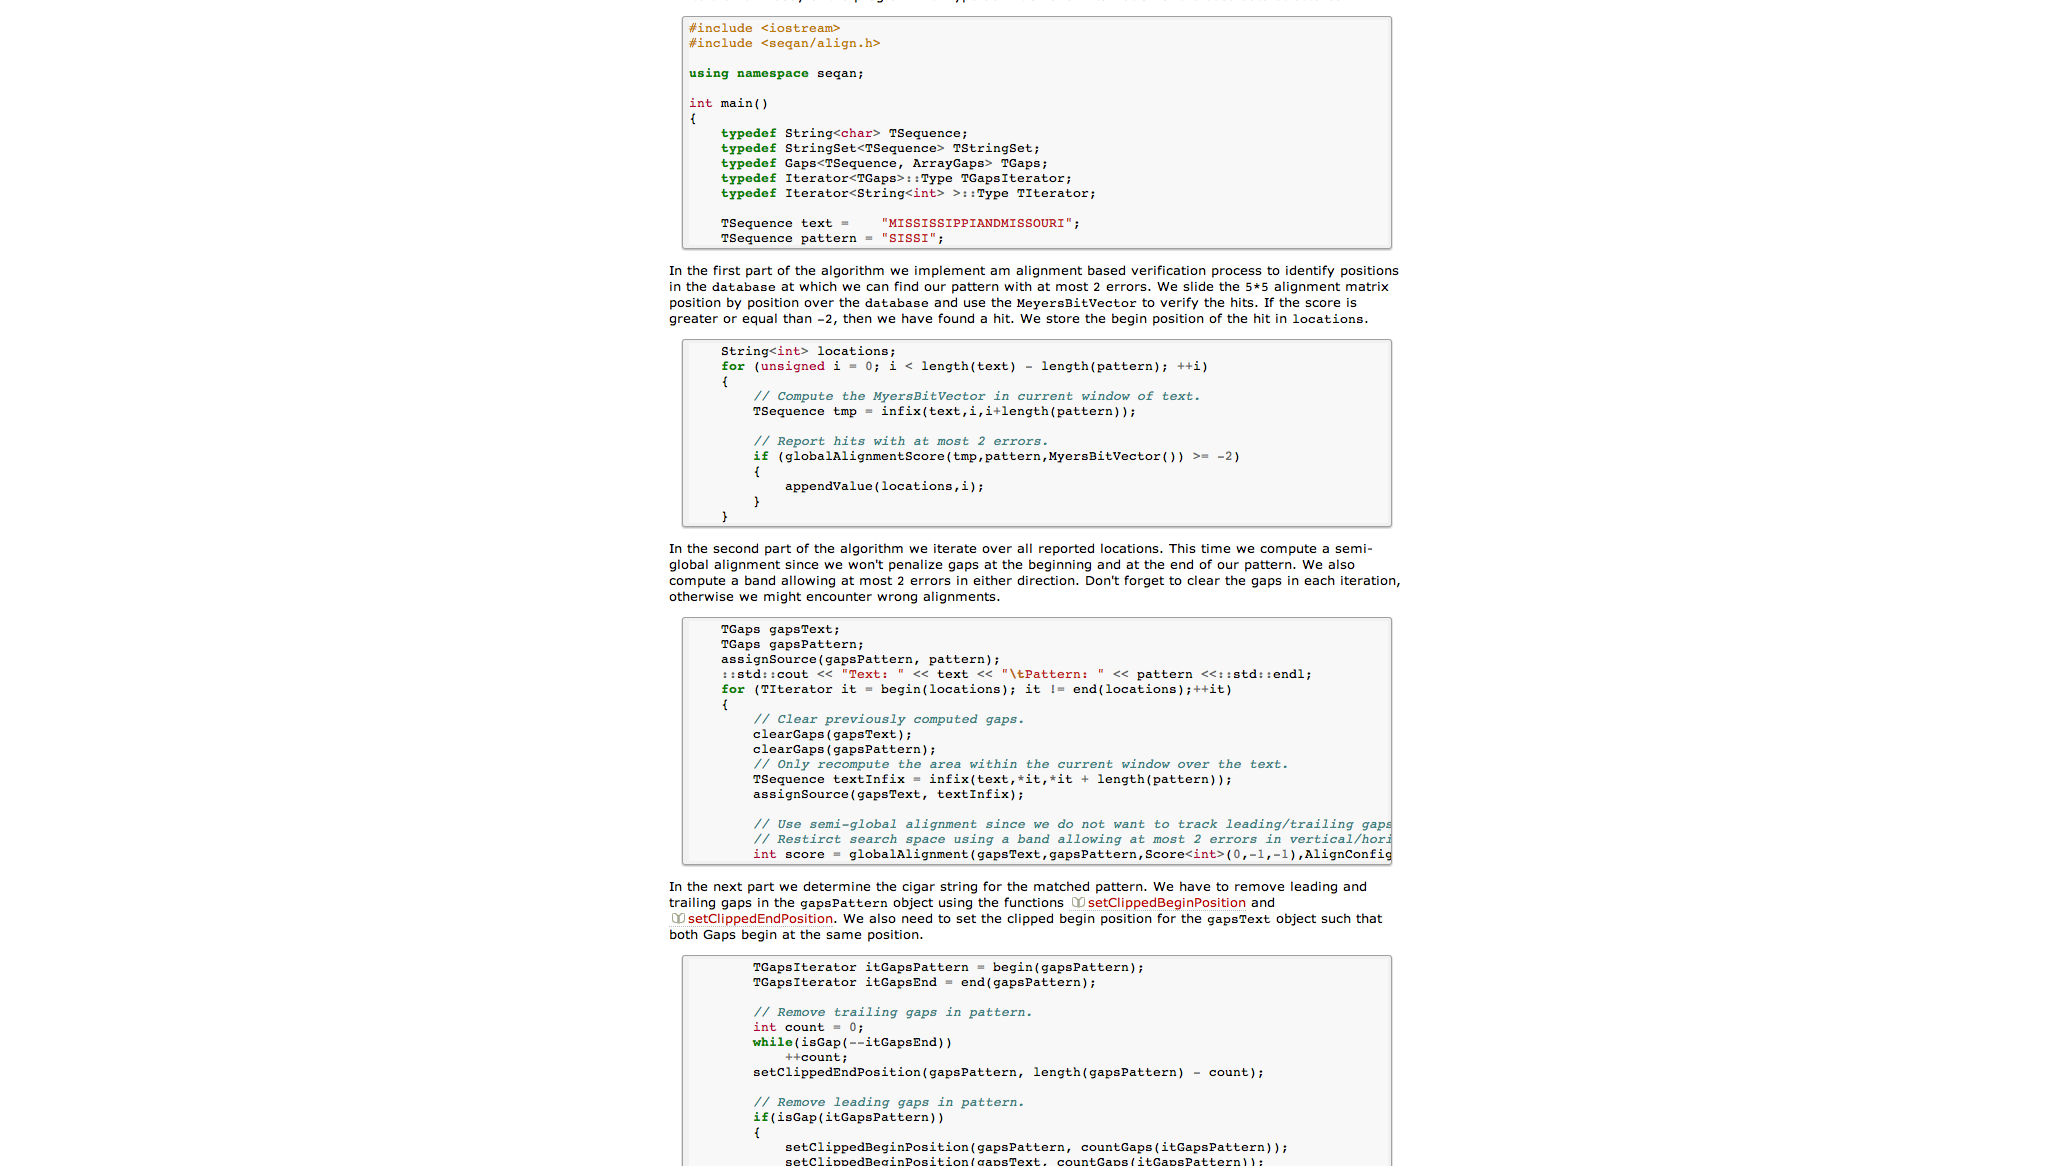 #include <iostream>
#include <seqan/align.h>
using namespace seqan;
int main()
{
typedef String<char> TSequence;
typedef StringSet<TSequence> TStringSet;
typedef Gaps<TSequence, ArrayGaps> TGaps;
typedef Iterator<TGaps>::Type TGapsIterator;
typedef Iterator<String<int> >::Type TIterator;
TSequence text =    "MISSISSIPPIANDMISSOURI";
TSequence pattern = "SISSI";
In the first part of the algorithm we implement am alignment based verification process to identify positions
in the database at which we can find our pattern with at most 2 errors. We slide the 5*5 alignment matrix
position by position over the database and use the MeyersBitVector to verify the hits. If the score is
greater or equal than -2, then we have found a hit. We store the begin position of the hit in locations.
String<int> locations;
for (unsigned i = 0; i < length(text) - length(pattern); ++i)
{
// Compute the MyersBitVector in current window of text.
TSequence tmp = infix(text,i,i+length(pattern));
// Report hits with at most 2 errors.
if (globalAlignmentScore(tmp,pattern,MyersBitVector()) >= -2)
{
appendValue(locations,i);
}
}
In the second part of the algorithm we iterate over all reported locations. This time we compute a semi-
global alignment since we won't penalize gaps at the beginning and at the end of our pattern. We also
compute a band allowing at most 2 errors in either direction. Don't forget to clear the gaps in each iteration,
otherwise we might encounter wrong alignments.
TGaps gapsText;
TGaps gapsPattern;
assignSource(gapsPattern, pattern);
::std::cout << "Text: " << text << "\tPattern: " << pattern <<::std::endl;
for (TIterator it = begin(locations); it != end(locations);++it)
{
// Clear previously computed gaps.
clearGaps(gapsText);
clearGaps(gapsPattern);
// Only recompute the area within the current window over the text.
TSequence textInfix = infix(text,*it,*it + length(pattern));
assignSource(gapsText, textInfix);
// Use semi-global alignment since we do not want to track leading/trailing gaps
// Restirct search space using a band allowing at most 2 errors in vertical/hori
int score = globalAlignment(gapsText,gapsPattern,Score<int>(0,-1,-1),AlignConfig
In the next part we determine the cigar string for the matched pattern. We have to remove leading and
trailing gaps in the gapsPattern object using the functions setClippedBeginPosition and
setClippedEndPosition. We also need to set the clipped begin position for the gapsText object such that
both Gaps begin at the same position.
TGapsIterator itGapsPattern = begin(gapsPattern);
TGapsIterator itGapsEnd = end(gapsPattern);
// Remove trailing gaps in pattern.
int count = 0;
while(isGap(--itGapsEnd))
++count;
setClippedEndPosition(gapsPattern, length(gapsPattern) - count);
// Remove leading gaps in pattern.
if(isGap(itGapsPattern))
{
setClippedBeginPosition(gapsPattern, countGaps(itGapsPattern));
setClippedBeginPosition(gapsText, countGaps(itGapsPattern));